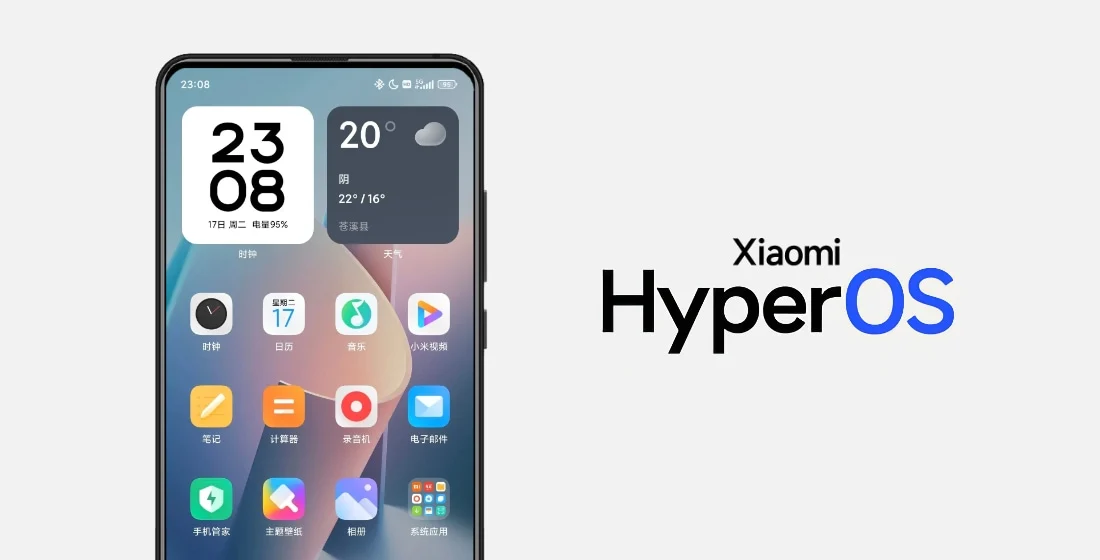 23:08
23
08
17日 周二 电量95%
时钟
20°
阴
22° / 16°
苍溪县
天气
时钟
星期二
17
日历
音乐
小米视频
笔记
计算器
录音机
电子邮件
手机管家
主题壁纸
相册
系统应用
Xiaomi
HyperOS